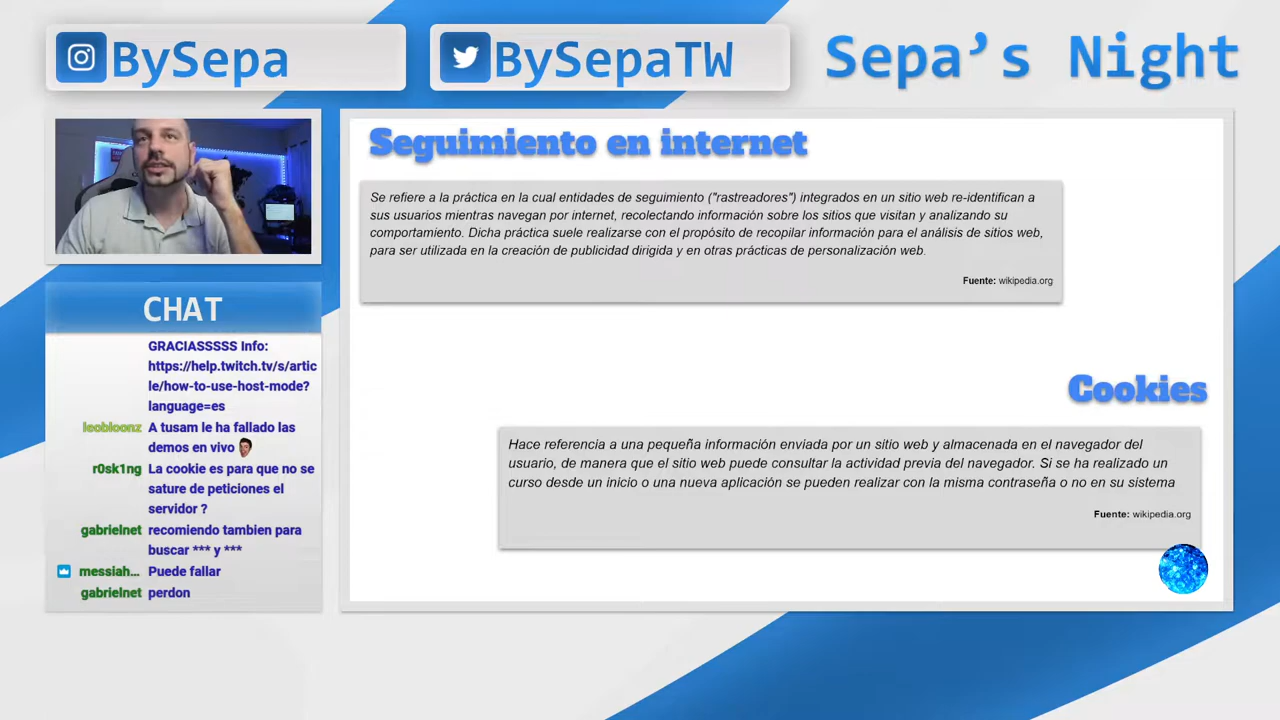 BySepa
BySepaTW
Sepa’s Night
Seguimiento en internet
Se refiere a la práctica en la cual entidades de seguimiento ("rastreadores") integrados en un sitio web re-identifican a
sus usuarios mientras navegan por internet, recolectando información sobre los sitios que visitan y analizando su
comportamiento. Dicha práctica suele realizarse con el propósito de recopilar información para el análisis de sitios web,
para ser utilizada en la creación de publicidad dirigida y en otras prácticas de personalización web.
Fuente: wikipedia.org
Cookies
Hace referencia a una pequeña información enviada por un sitio web y almacenada en el navegador del
usuario, de manera que el sitio web puede consultar la actividad previa del navegador. Si se ha realizado un
curso desde un inicio o una nueva aplicación se pueden realizar con la misma contraseña o no en su sistema
Fuente: wikipedia.org
CHAT
GRACIASSSSS Info:
https://help.twitch.tv/s/artic
le/how-to-use-host-mode?
language=es
leobloonz A tusam le ha fallado las
demos en vivo
r0sk1ng La cookie es para que no se
sature de peticiones el
servidor ?
gabrielnet recomiendo tambien para
buscar *** y ***
messiah... Puede fallar
gabrielnet perdon